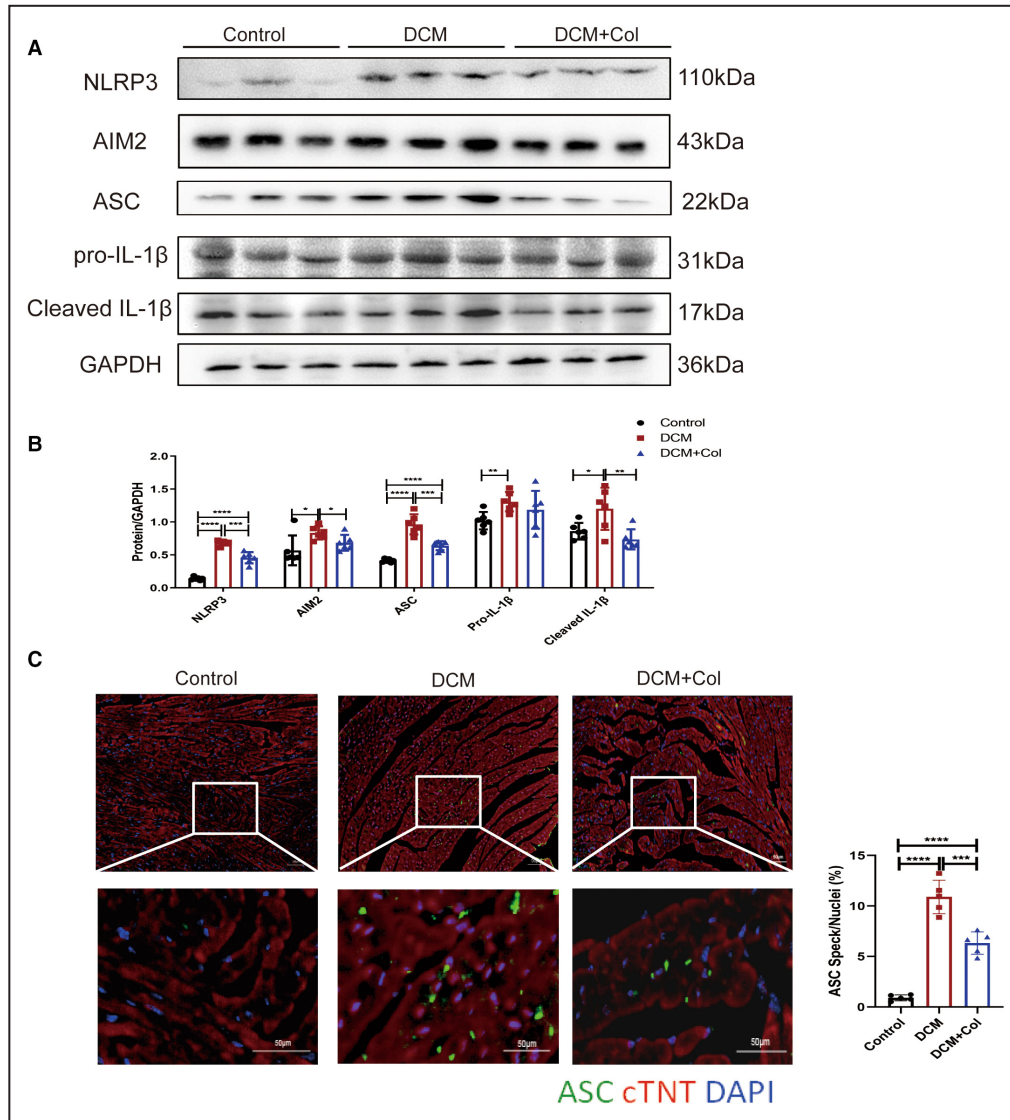 A
Control DCM DCM+Col
NLRP3 110kDa
AIM2 43kDa
ASC 22kDa
pro-IL-1β 31kDa
Cleaved IL-1β 17kDa
GAPDH 36kDa
B
Control
DCM
DCM+Col
Protein/GAPDH
2.0
1.5
1.0
0.5
0.0
**** **** ***
* *
**** **** ***
**
* **
NLRP3 AIM2 ASC Pro-IL-1β Cleaved IL-1β
C
Control DCM DCM+Col
50μm 50μm 50μm
ASC cTNT DAPI
ASC Speck/Nuclei (%)
15
10
5
0
****
**** ***
Control DCM DCM+Col